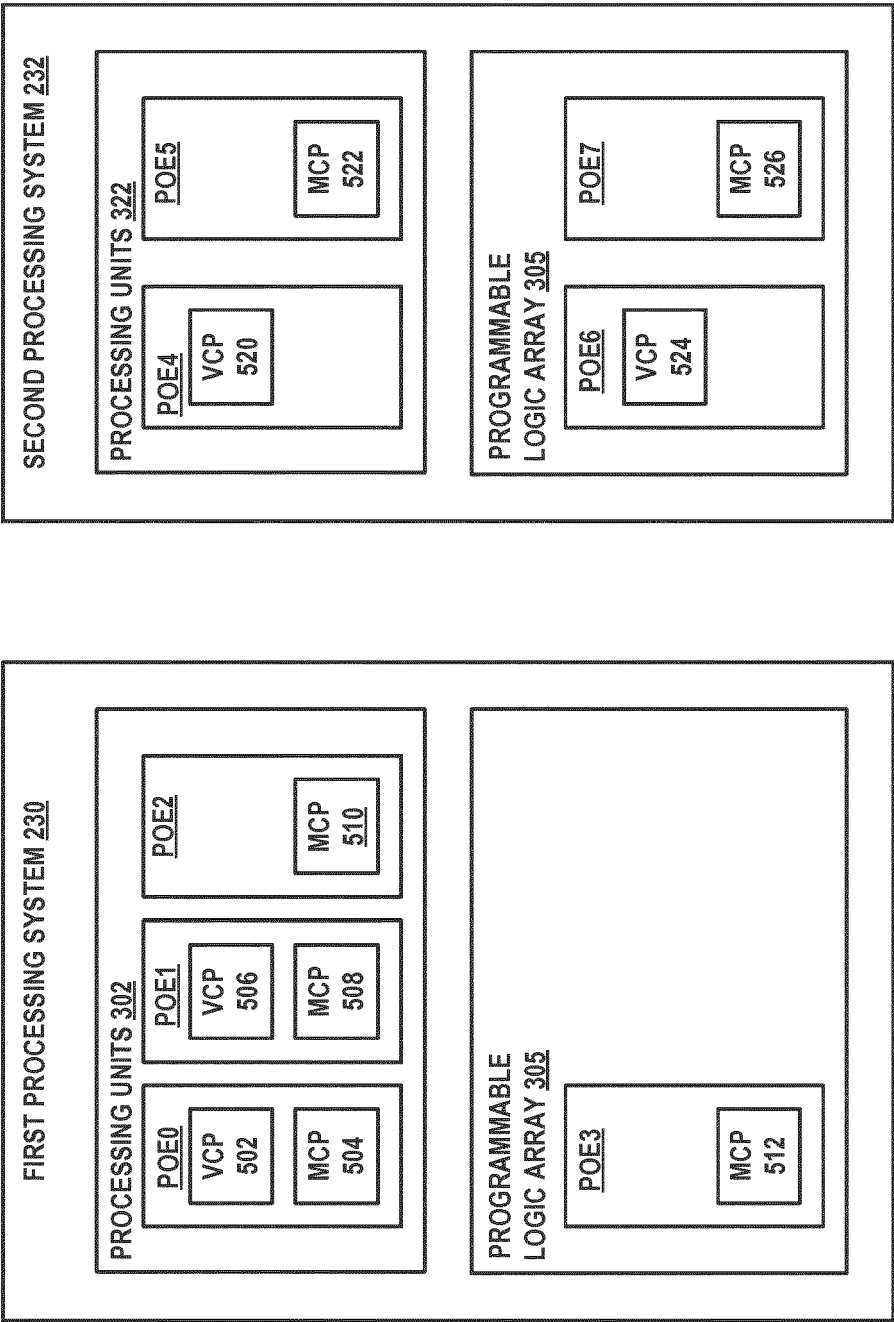 FIRST PROCESSING SYSTEM 230
PROCESSING UNITS 302
POE0
VCP
502
MCP
504
POE1
VCP
506
MCP
508
POE2
MCP
510
PROGRAMMABLE
LOGIC ARRAY 305
POE3
MCP
512
SECOND PROCESSING SYSTEM 232
PROCESSING UNITS 322
POE4
VCP
520
POE5
MCP
522
PROGRAMMABLE
LOGIC ARRAY 305
POE6
VCP
524
POE7
MCP
526